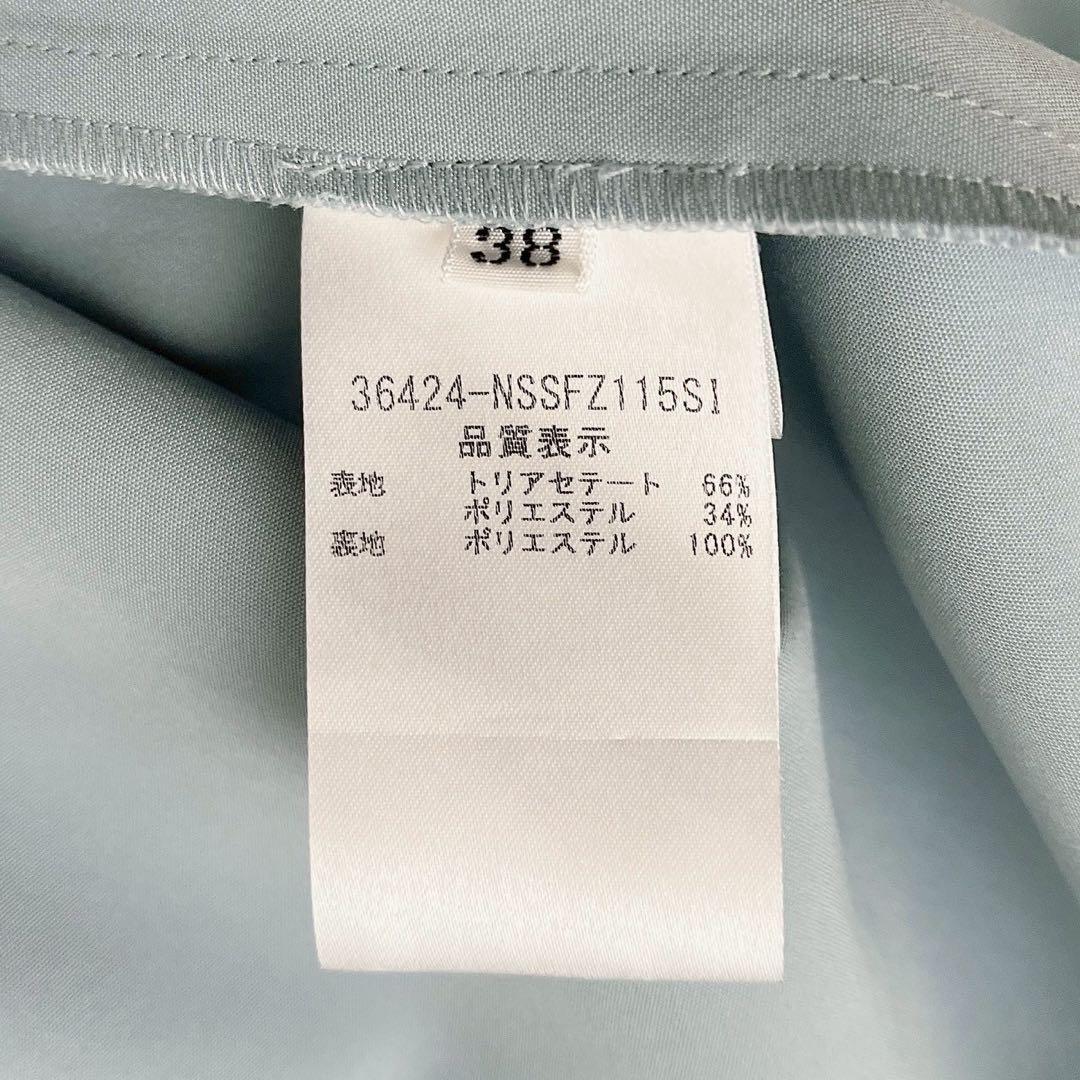 38
36424-NSSFZ115SI
品質表示
表地 トリアセテート 66%
ポリエステル 34%
裏地 ポリエステル 100%